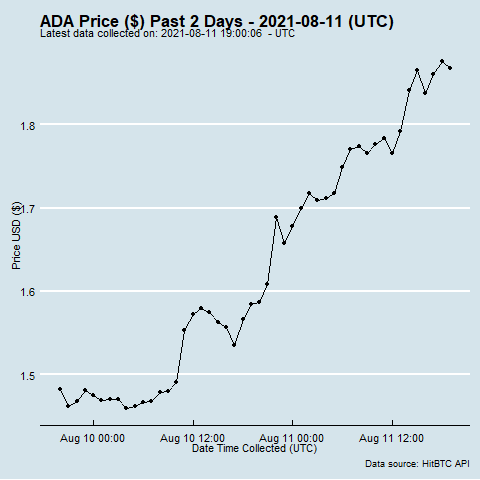 ADA Price ($) Past 2 Days - 2021-08-11 (UTC)
Latest data collected on: 2021-08-11 19:00:06 - UTC
1.8
1.7
1.6
1.5
Price USD ($)
Aug 10 00:00 Aug 10 12:00 Aug 11 00:00 Aug 11 12:00
Date Time Collected (UTC)
Data source: HitBTC API